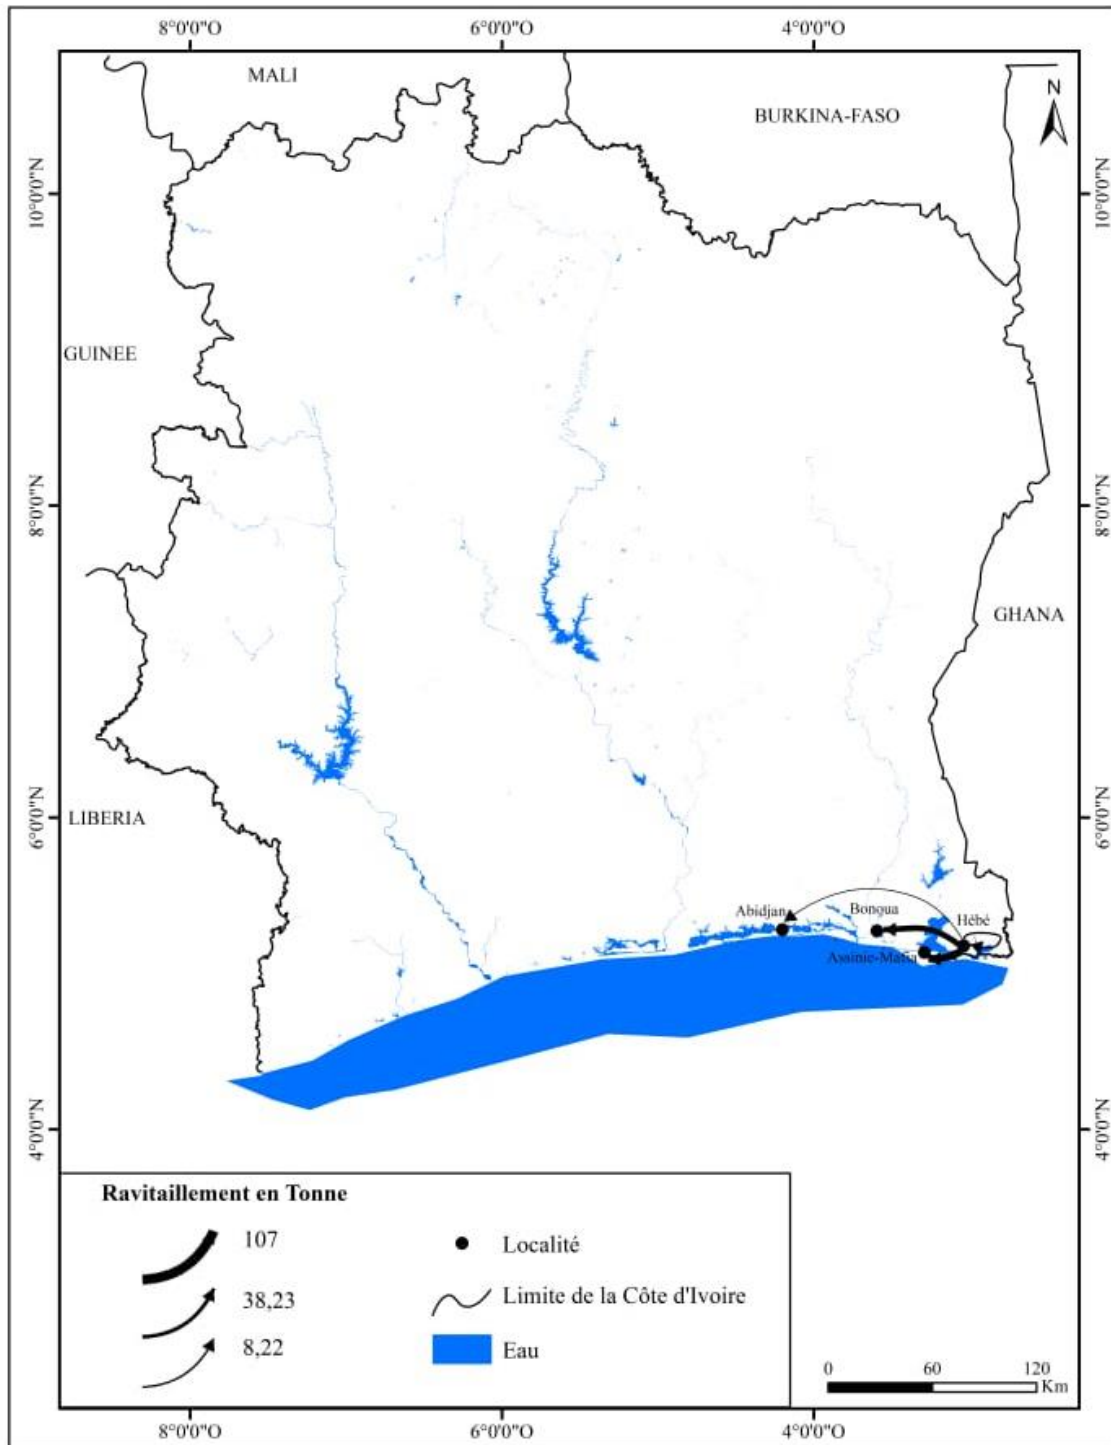 8°0'0"O 6°0'0"O 4°0'0"O
MALI
BURKINA-FASO
N
10°0'0"N 10°0'0"N
GUINEE
8°0'0"N 8°0'0"N
GHANA
LIBERIA
6°0'0"N 6°0'0"N
Abidjan Bonoua Hébé
Assinie-Mafia
4°0'0"N 4°0'0"N
Ravitaillement en Tonne
107
Localité
38,23
Limite de la Côte d'Ivoire
8,22
Eau
0 60 120
Km
8°0'0"O 6°0'0"O 4°0'0"O